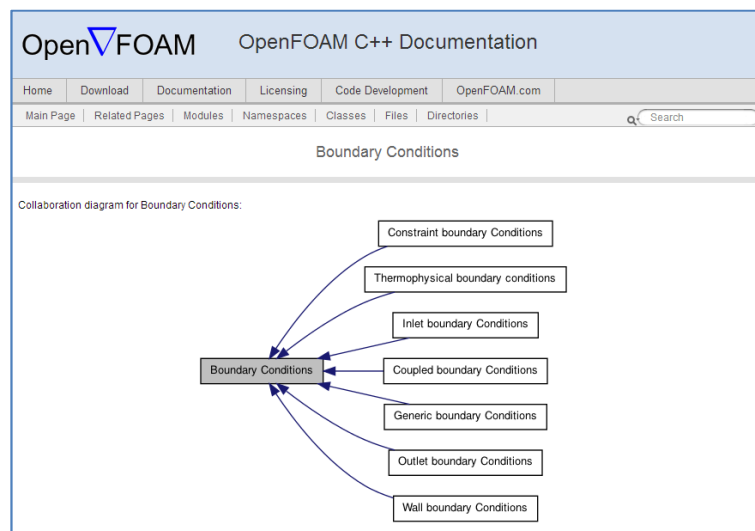 Open∇FOAM OpenFOAM C++ Documentation
Home Download Documentation Licensing Code Development OpenFOAM.com
Main Page Related Pages Modules Namespaces Classes Files Directories Search
Boundary Conditions
Collaboration diagram for Boundary Conditions:
Constraint boundary Conditions
Thermophysical boundary conditions
Inlet boundary Conditions
Boundary Conditions Coupled boundary Conditions
Generic boundary Conditions
Outlet boundary Conditions
Wall boundary Conditions